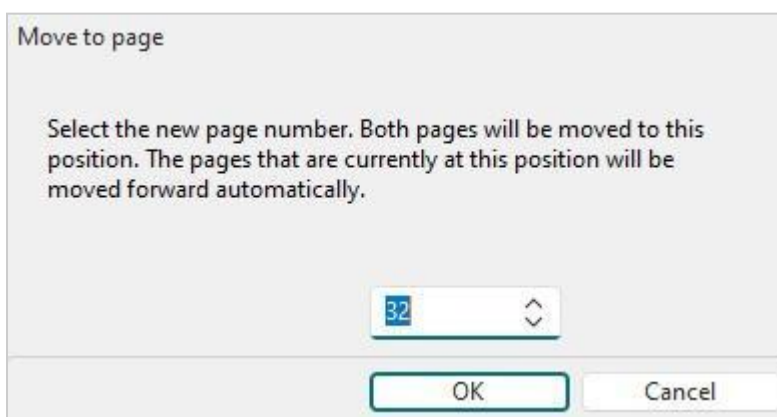 Move to page
Select the new page number. Both pages will be moved to this
position. The pages that are currently at this position will be
moved forward automatically.
32
OK Cancel